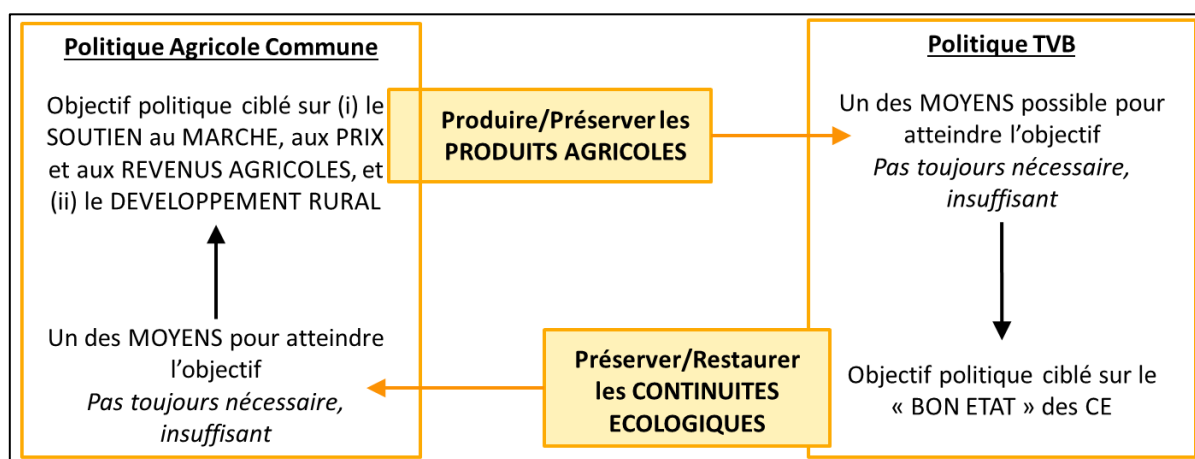 Politique Agricole Commune
Objectif politique ciblé sur (i) le
SOUTIEN au MARCHE, aux PRIX
et aux REVENUS AGRICOLES, et
(ii) le DEVELOPPEMENT RURAL
Un des MOYENS pour atteindre
l’objectif
Pas toujours nécessaire,
insuffisant
Produire/Préserver les
PRODUITS AGRICOLES
Préserver/Restaurer
les CONTINUITES
ECOLOGIQUES
Politique TVB
Un des MOYENS possible pour
atteindre l’objectif
Pas toujours nécessaire,
insuffisant
Objectif politique ciblé sur le
« BON ETAT » des CE